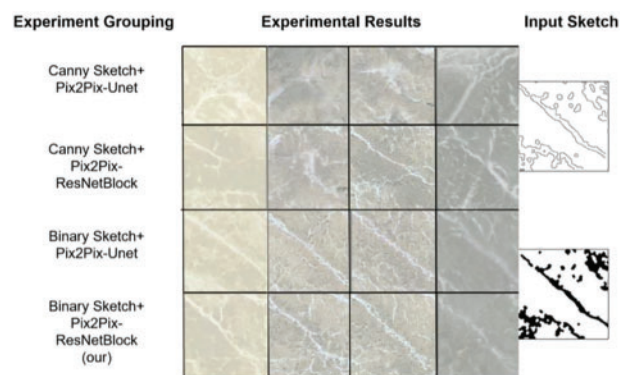 Experiment Grouping
Experimental Results
Input Sketch
Canny Sketch+
Pix2Pix-Unet
Canny Sketch+
Pix2Pix-
ResNetBlock
Binary Sketch+
Pix2Pix-Unet
Binary Sketch+
Pix2Pix-
ResNetBlock
(our)